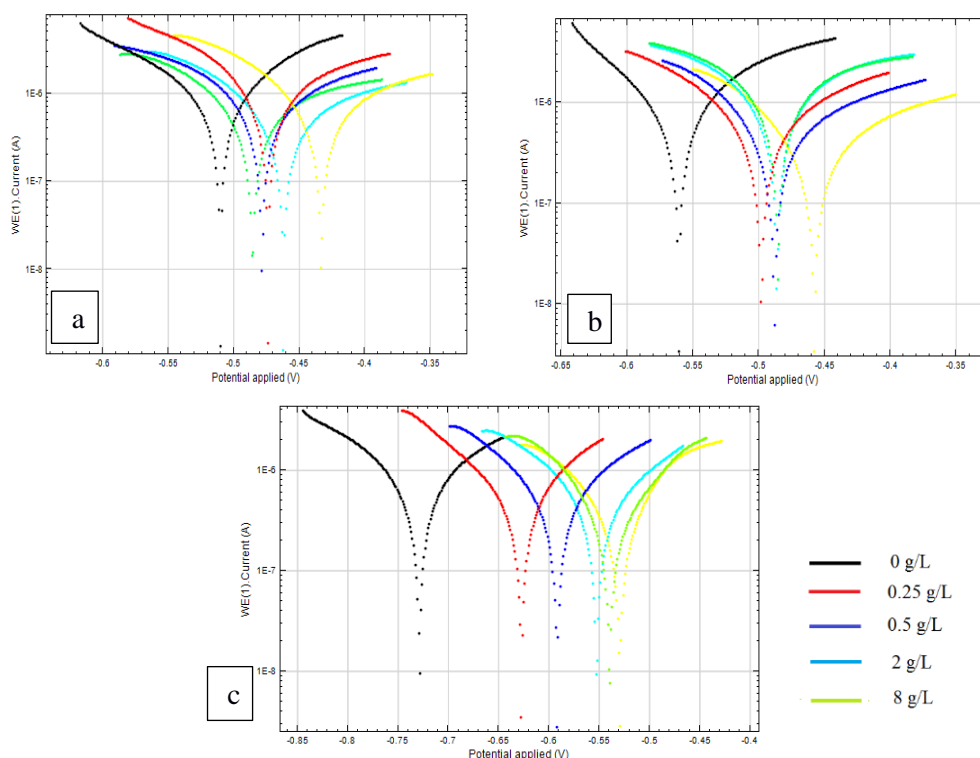 WE(1).Current (A)
1E-6
1E-7
1E-8
-0.6 -0.55 -0.5 -0.45 -0.4 -0.35
Potential applied (V)
a
WE(1).Current (A)
1E-6
1E-7
1E-8
-0.65 -0.6 -0.55 -0.5 -0.45 -0.4 -0.35
Potential applied (V)
b
WE(1).Current (A)
1E-6
1E-7
1E-8
-0.85 -0.8 -0.75 -0.7 -0.65 -0.6 -0.55 -0.5 -0.45 -0.4
Potential applied (V)
c
0 g/L
0.25 g/L
0.5 g/L
2 g/L
8 g/L